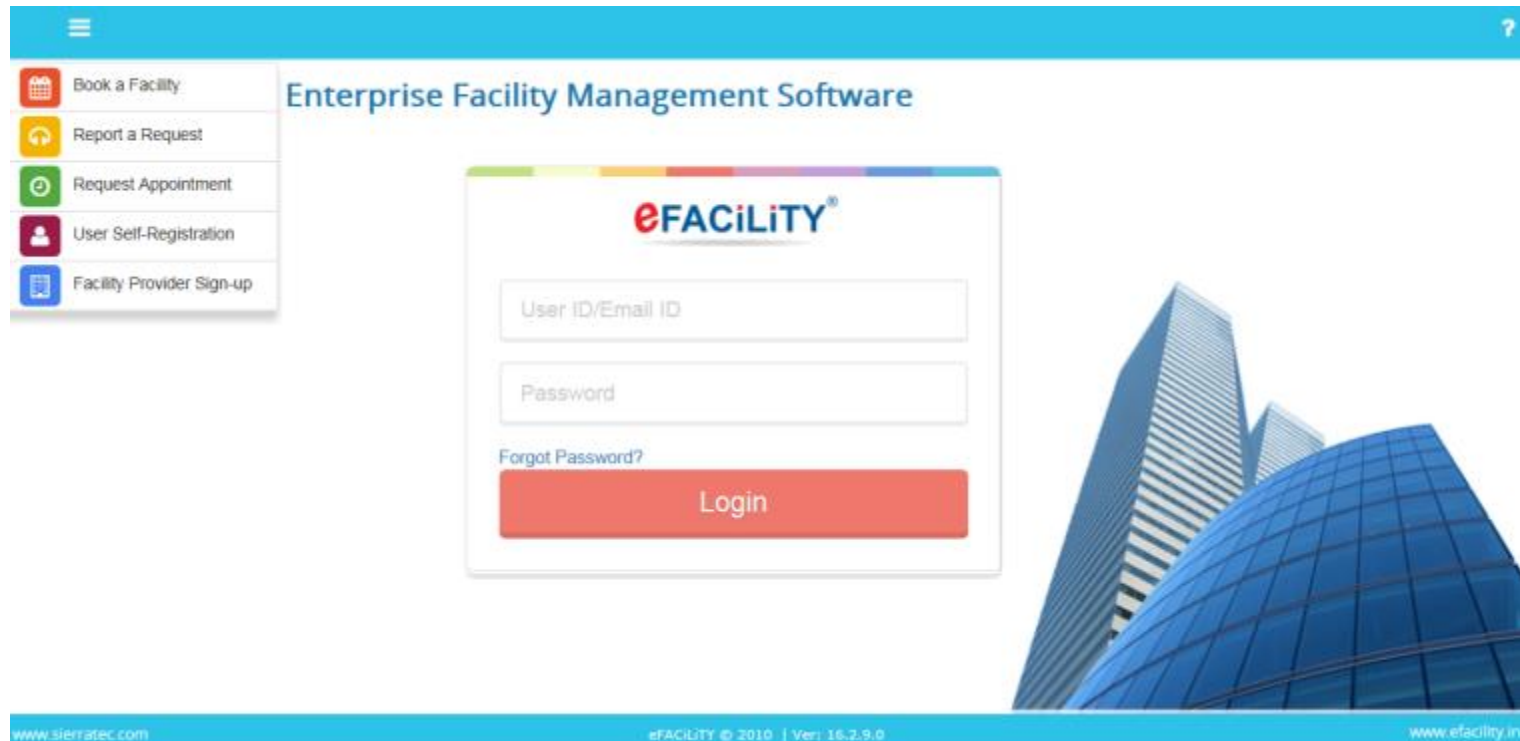 ?
Book a Facility
Report a Request
Request Appointment
User Self-Registration
Facility Provider Sign-up
Enterprise Facility Management Software
eFACiLiTY®
User ID/Email ID
Password
Forgot Password?
Login
www.sierratec.com
eFACiLiTY © 2010 | Ver: 16.2.9.0
www.efacility.in